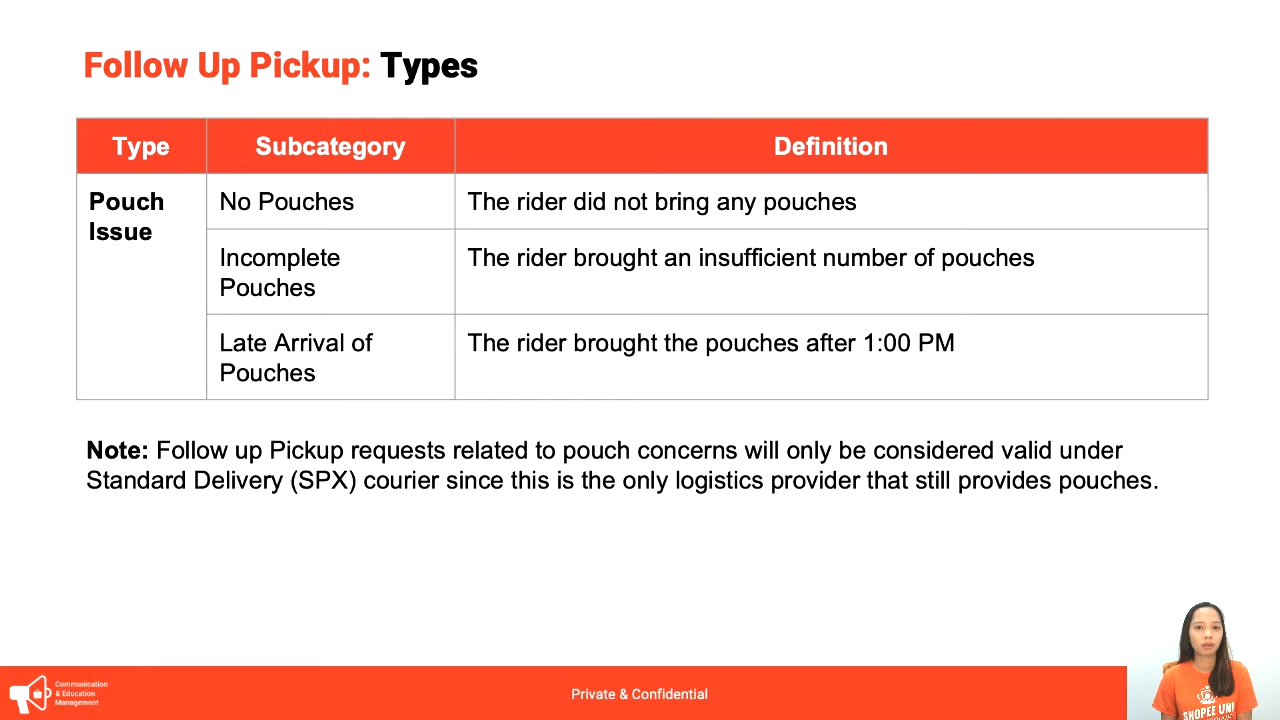 Follow Up Pickup: Types
Type Subcategory Definition
Pouch Issue
No Pouches
The rider did not bring any pouches
Incomplete Pouches
The rider brought an insufficient number of pouches
Late Arrival of Pouches
The rider brought the pouches after 1:00 PM
Note: Follow up Pickup requests related to pouch concerns will only be considered valid under
Standard Delivery (SPX) courier since this is the only logistics provider that still provides pouches.
Communication
& Education
Management
Private & Confidential
SHOPEE UNI